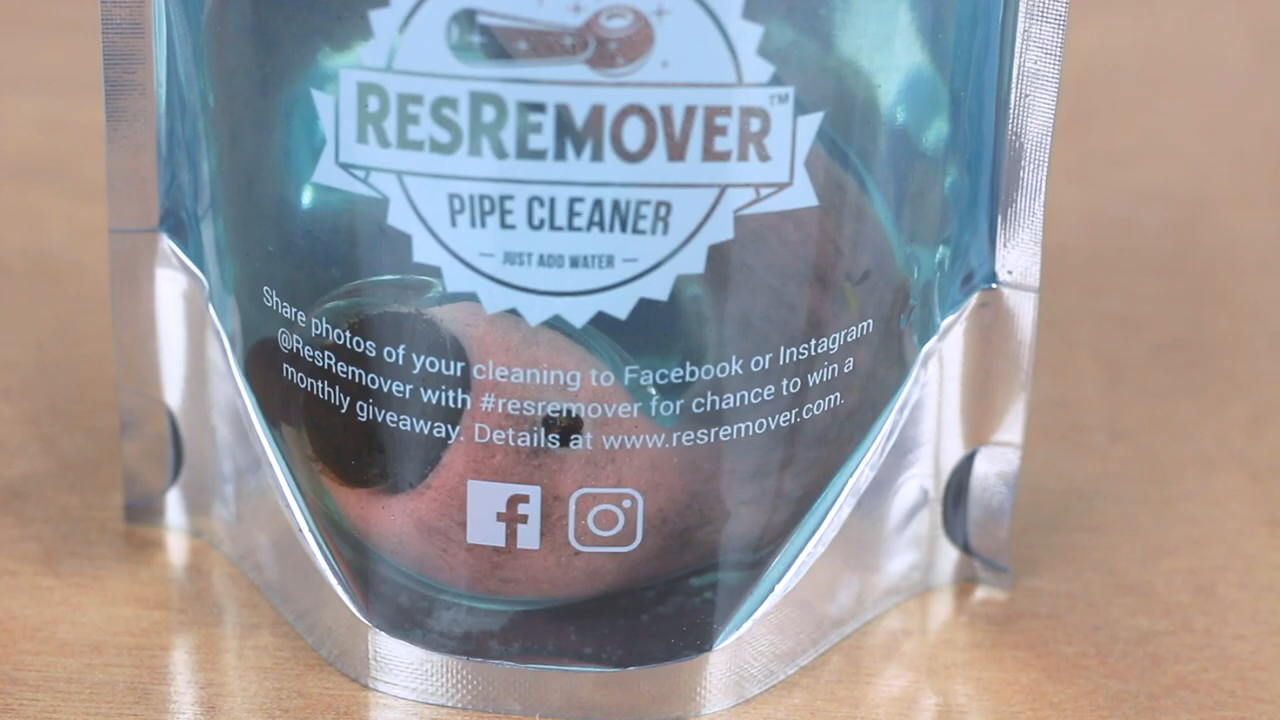 RESREMOVER™
PIPE CLEANER
— JUST ADD WATER —
Share photos of your cleaning to Facebook or Instagram
@ResRemover with #resremover for chance to win a
monthly giveaway. Details at www.resremover.com.